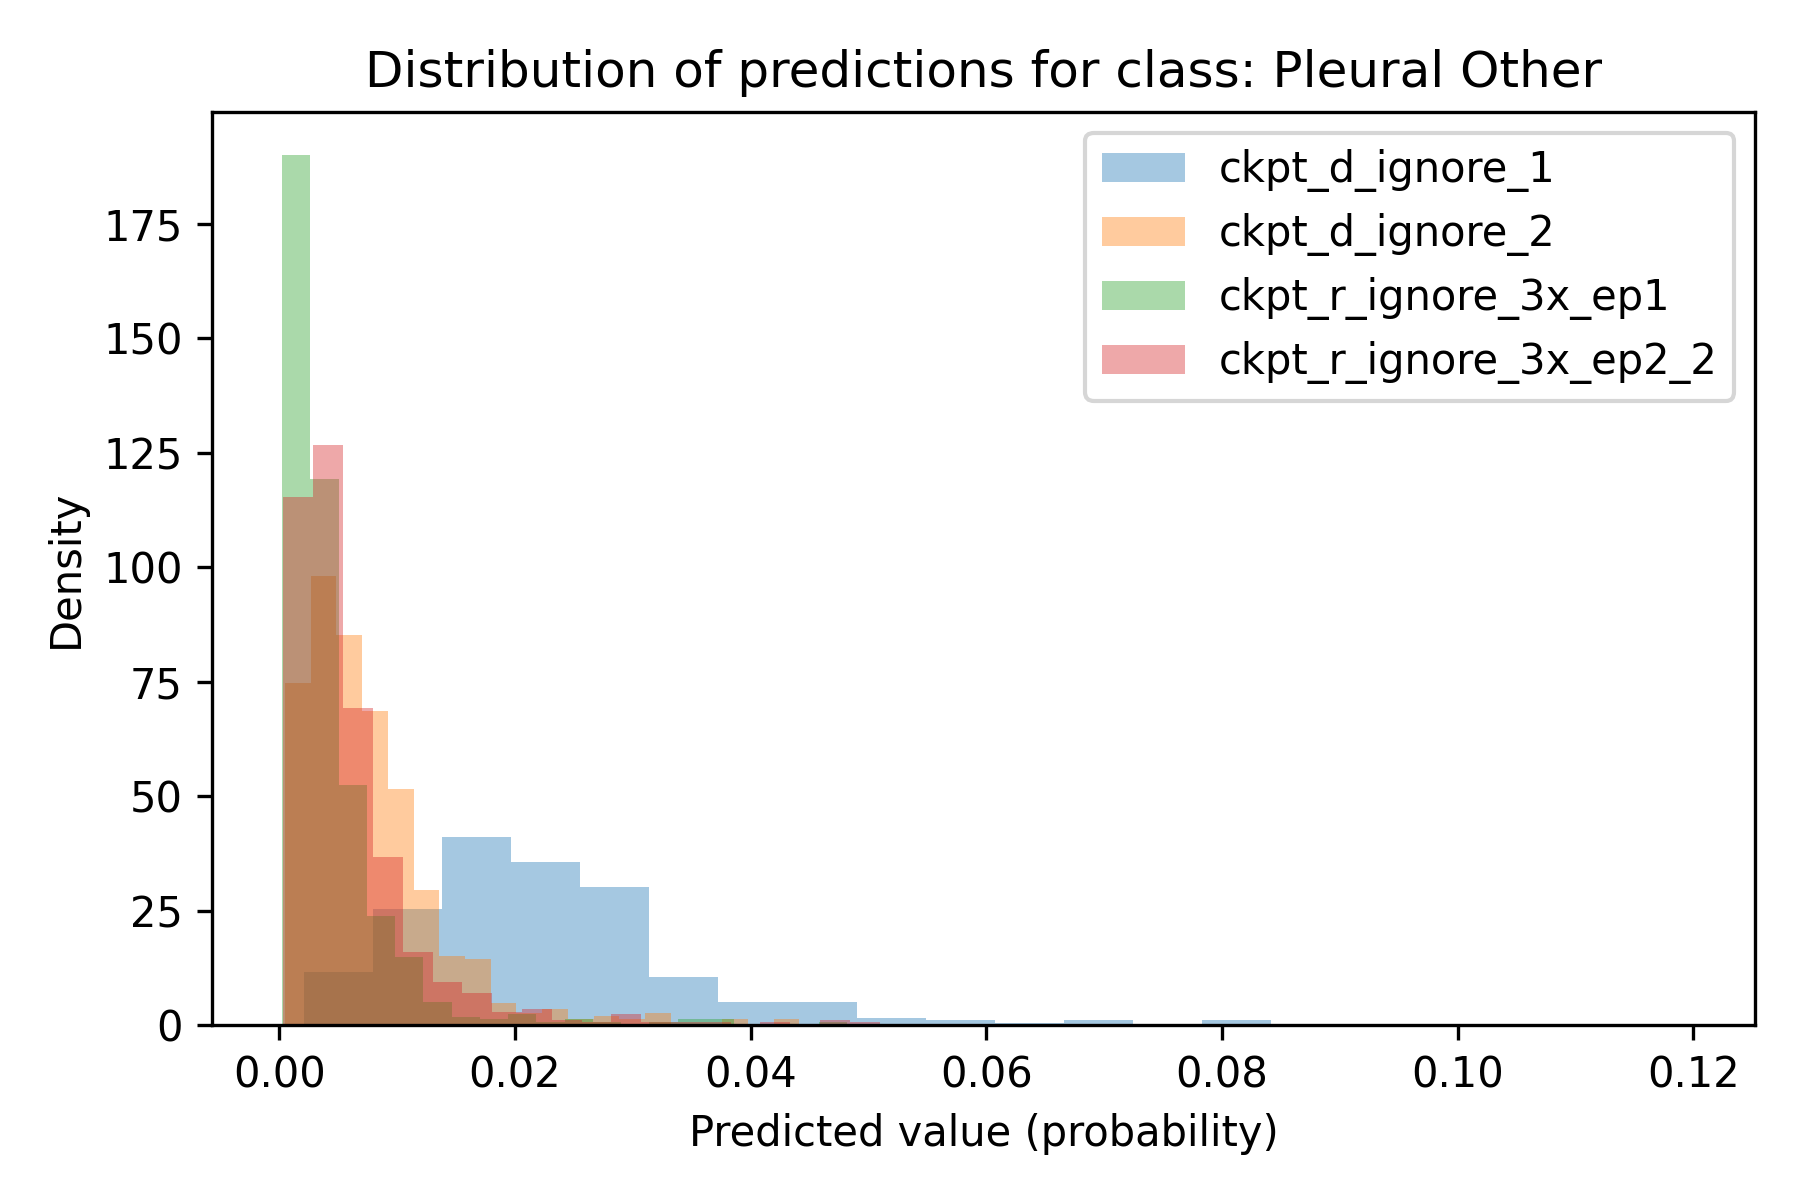 Distribution of predictions for class: Pleural Other
ckpt_d_ignore_1
ckpt_d_ignore_2
ckpt_r_ignore_3x_ep1
ckpt_r_ignore_3x_ep2_2
Density
175
150
125
100
75
50
25
0
0.00 0.02 0.04 0.06 0.08 0.10 0.12
Predicted value (probability)